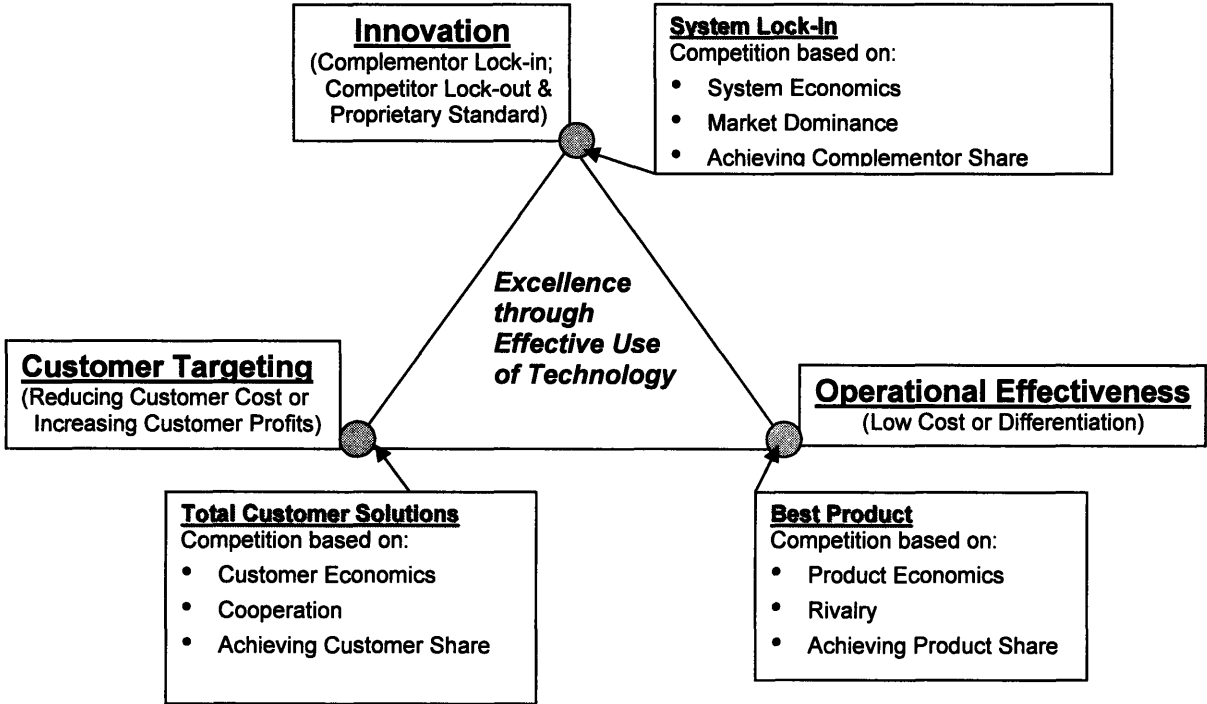 Innovation
(Complementor Lock-in;
Competitor Lock-out &
Proprietary Standard)
System Lock-In
Competition based on:
• System Economics
• Market Dominance
• Achieving Complementor Share
Excellence
through
Effective Use
of Technology
Customer Targeting
(Reducing Customer Cost or
Increasing Customer Profits)
Operational Effectiveness
(Low Cost or Differentiation)
Total Customer Solutions
Competition based on:
• Customer Economics
• Cooperation
• Achieving Customer Share
Best Product
Competition based on:
• Product Economics
• Rivalry
• Achieving Product Share